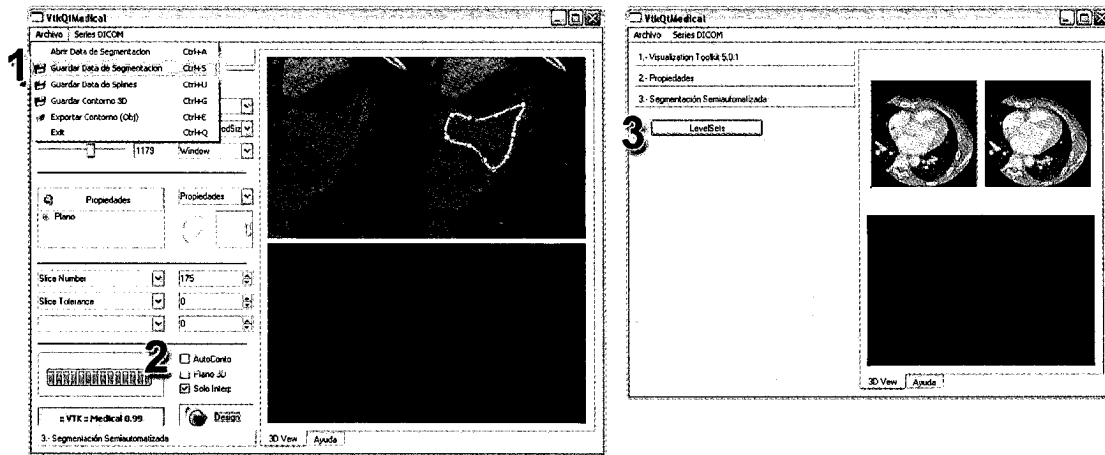 VtkQtMedical
Archivo Series DICOM
Abrir Data de Segmentacion Ctrl+A
1 Guardar Data de Segmentacion Ctrl+S
Guardar Data de Splines Ctrl+U
Guardar Contorno 3D Ctrl+G
Exportar Contorno (Obj) Ctrl+E
Exit Ctrl+Q
1179 Window
Propiedades Propiedades
Plano
Slice Number 175
Slice Tolerance 0
0
2
AutoConto
Plano 3D
Solo Interp
:: VTK :: Medical 0.99 Design
3.- Segmentación Semiautomatizada
3D View Ayuda
VtkQtMedical
Archivo Series DICOM
1.- Visualization Toolkit 5.0.1
2.- Propiedades
3.- Segmentación Semiautomatizada
3 LevelSets
3D View Ayuda